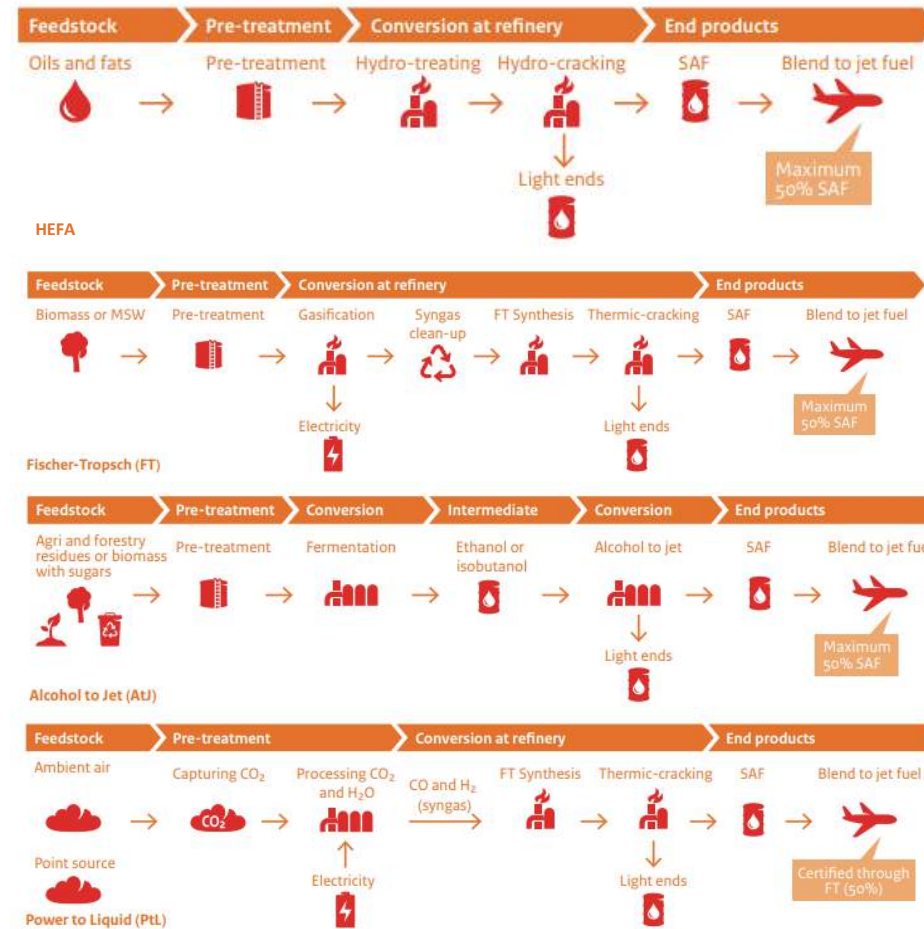 Feedstock Pre-treatment Conversion at refinery End products
Oils and fats Pre-treatment Hydro-treating Hydro-cracking SAF Blend to jet fuel
Light ends
Maximum
50% SAF
HEFA
Feedstock Pre-treatment Conversion at refinery End products
Biomass or MSW Pre-treatment Gasification Syngas clean-up FT Synthesis Thermic-cracking SAF Blend to jet fuel
Electricity Light ends
Maximum
50% SAF
Fischer-Tropsch (FT)
Feedstock Pre-treatment Conversion Intermediate Conversion End products
Agri and forestry
residues or biomass
with sugars
Pre-treatment Fermentation Ethanol or isobutanol Alcohol to jet SAF Blend to jet fue
Light ends
Maximum
50% SAF
Alcohol to Jet (AtJ)
Feedstock Pre-treatment Conversion at refinery End products
Ambient air Capturing CO₂ Processing CO₂ and H₂O CO and H₂ (syngas) FT Synthesis Thermic-cracking SAF Blend to jet fuel
CO₂
Point source
Electricity Light ends
Certified through
FT (50%)
Power to Liquid (PtL)